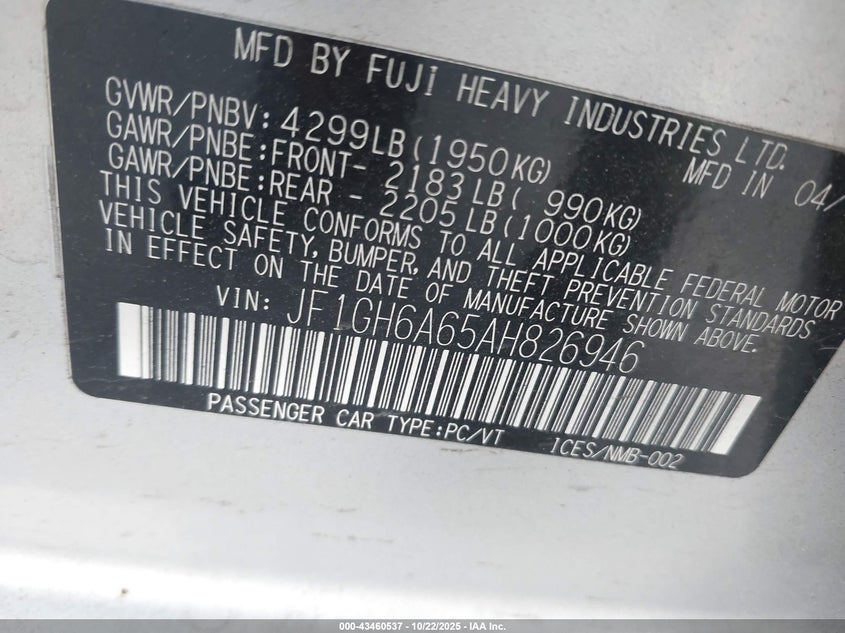 MFD BY FUJi HEAVY INDUSTRIES LTD.
MFD IN 04/
GVWR/PNBV: 4299LB(1950KG)
GAWR/PNBE:FRONT- 2183LB( 990KG)
GAWR/PNBE:REAR - 2205LB(1000KG)
THIS VEHICLE CONFORMS TO ALL APPLICABLE FEDERAL MOTOR
VEHICLE SAFETY, BUMPER, AND THEFT PREVENTION STANDARDS
IN EFFECT ON THE DATE OF MANUFACTURE SHOWN ABOVE.
VIN: JF1GH6A65AH826946
PASSENGER CAR TYPE:PC/VT
ICES/NMB-002
000-43460537 - 10/22/2025 - IAA Inc.